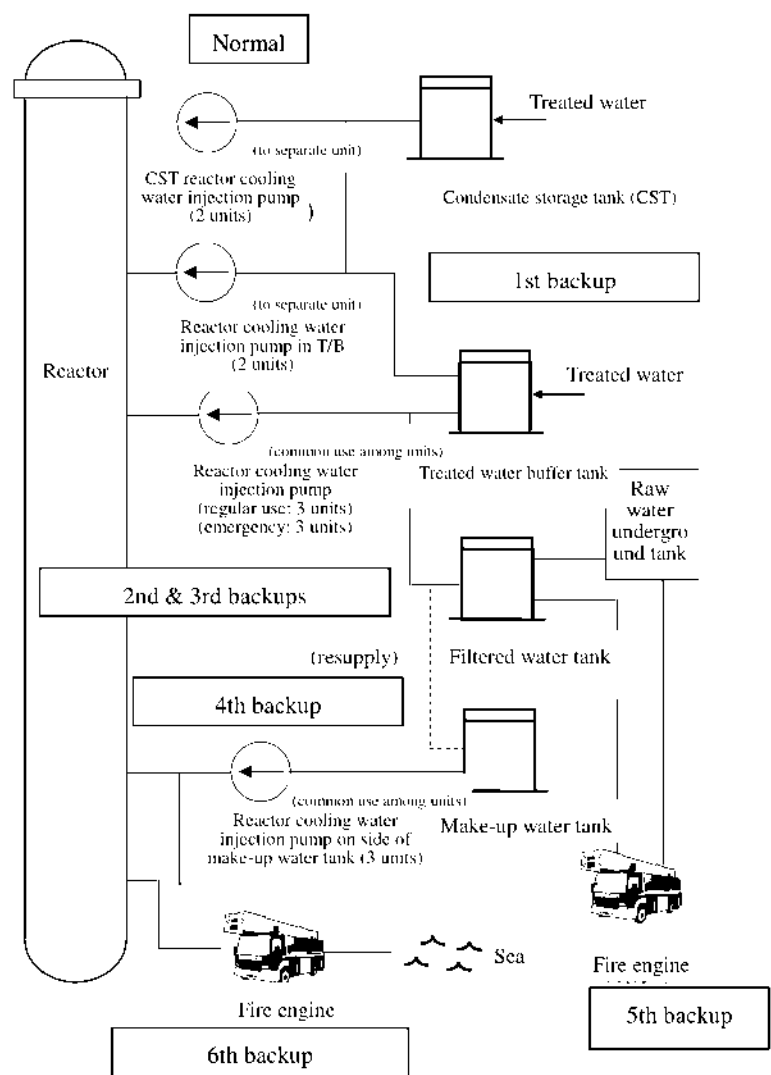 Normal
Treated water
(to separate unit)
CST reactor cooling
water injection pump
(2 units)
)
Condensate storage tank (CST)
1st backup
(to separate unit)
Reactor cooling water
injection pump in T/B
(2 units)
Reactor
Treated water
(common use among units)
Reactor cooling water
injection pump
(regular use: 3 units)
(emergency: 3 units)
Treated water buffer tank
Raw
water
undergro
und tank
2nd & 3rd backups
(resupply)
Filtered water tank
4th backup
(common use among units)
Reactor cooling water
injection pump on side of
make-up water tank (3 units)
Make-up water tank
Sea
Fire engine
Fire engine
5th backup
6th backup